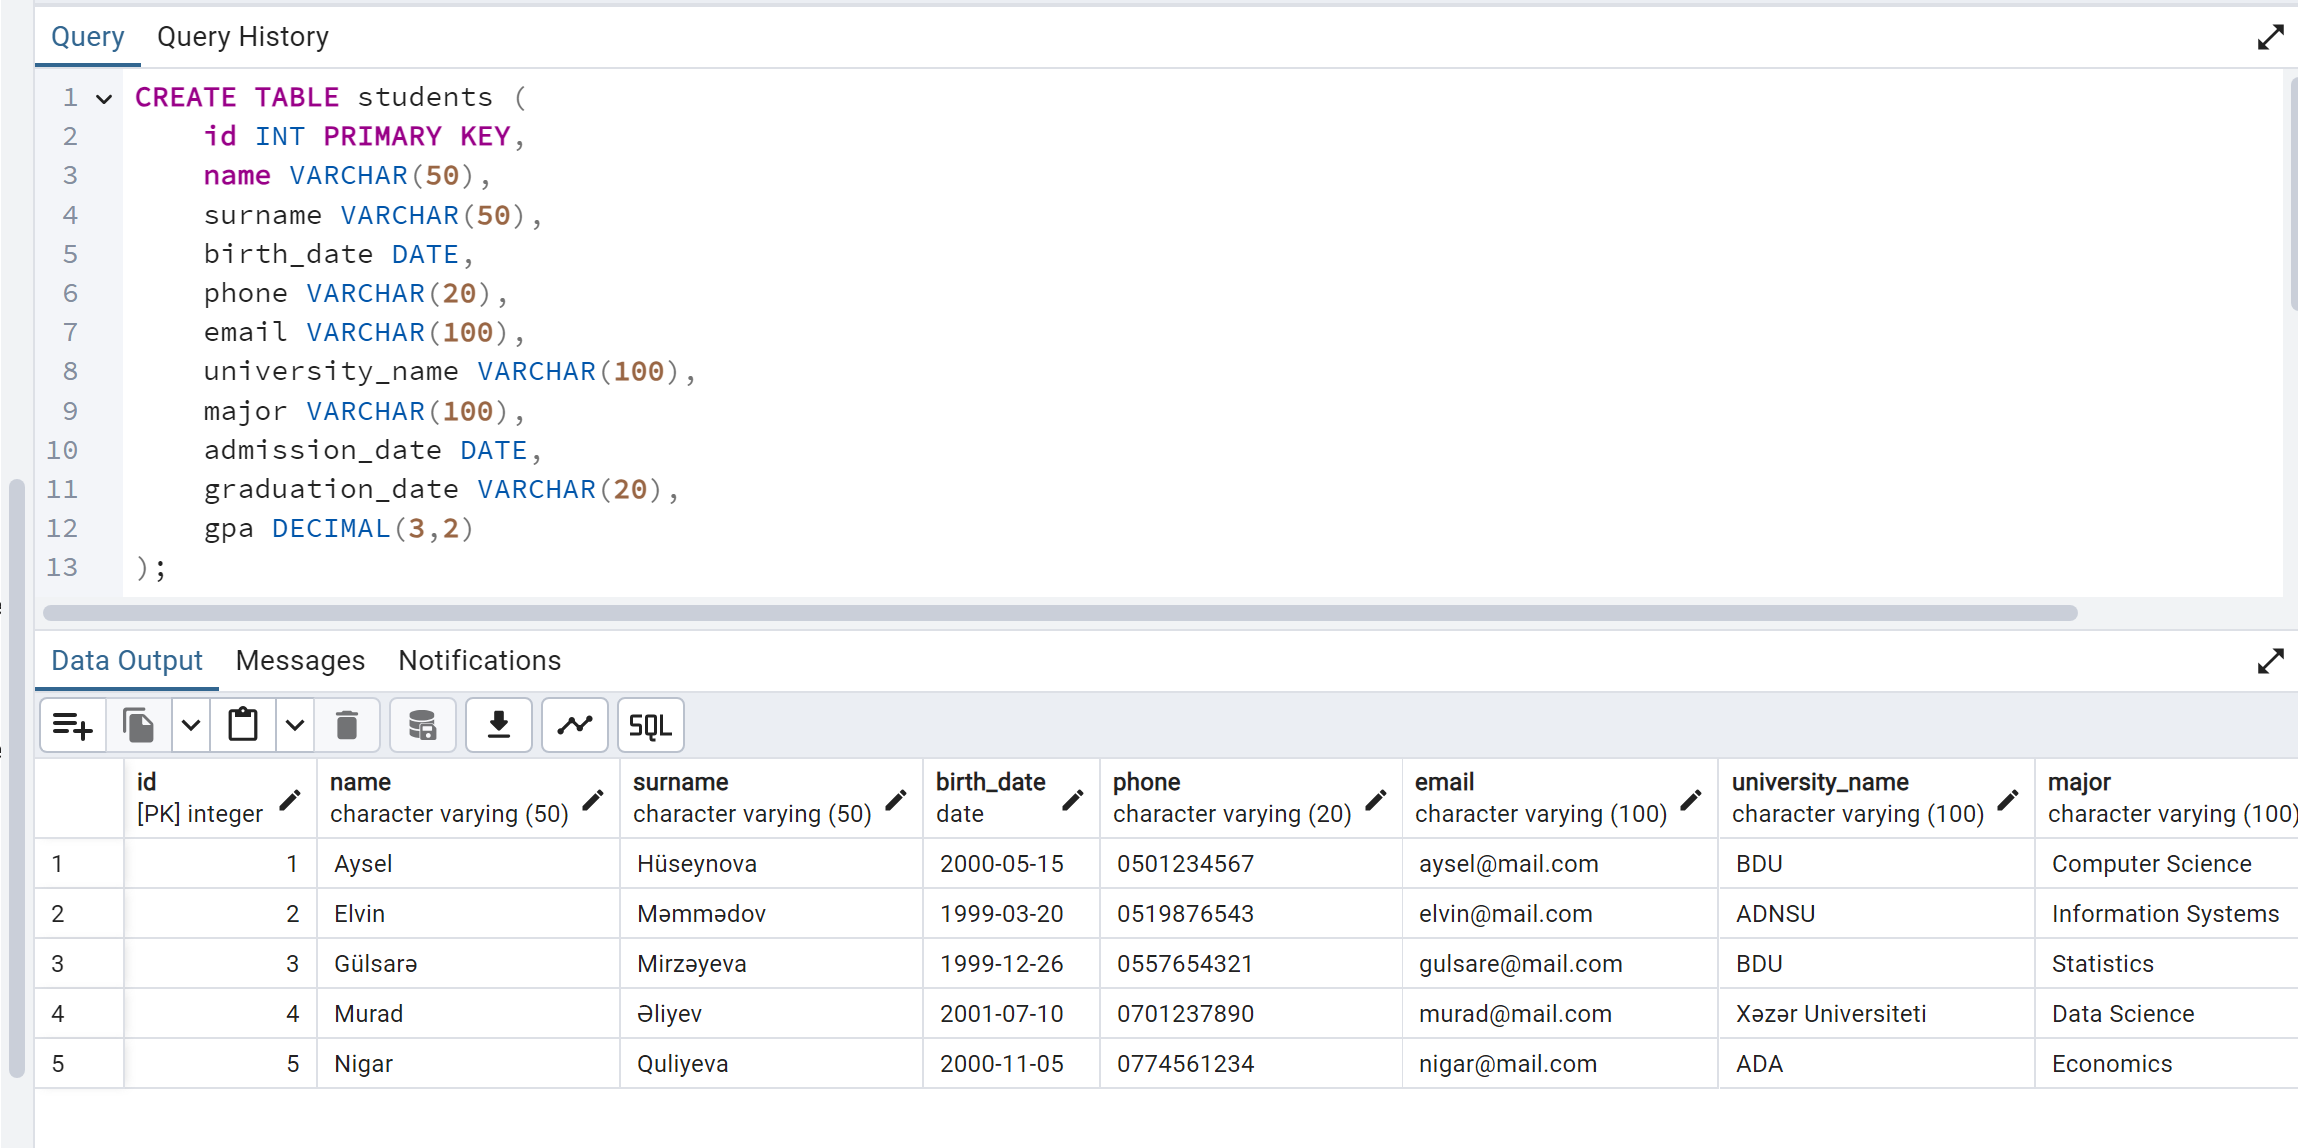 Query Query History
1 CREATE TABLE students (
2 id INT PRIMARY KEY,
3 name VARCHAR(50),
4 surname VARCHAR(50),
5 birth_date DATE,
6 phone VARCHAR(20),
7 email VARCHAR(100),
8 university_name VARCHAR(100),
9 major VARCHAR(100),
10 admission_date DATE,
11 graduation_date VARCHAR(20),
12 gpa DECIMAL(3,2)
13 );
Data Output Messages Notifications
SQL
id name surname birth_date phone email university_name major
[PK] integer character varying (50) character varying (50) date character varying (20) character varying (100) character varying (100) character varying (100)
1 1 Aysel Hüseynova 2000-05-15 0501234567 aysel@mail.com BDU Computer Science
2 2 Elvin Məmmədov 1999-03-20 0519876543 elvin@mail.com ADNSU Information Systems
3 3 Gülsarə Mirzəyeva 1999-12-26 0557654321 gulsare@mail.com BDU Statistics
4 4 Murad Əliyev 2001-07-10 0701237890 murad@mail.com Xəzər Universiteti Data Science
5 5 Nigar Quliyeva 2000-11-05 0774561234 nigar@mail.com ADA Economics